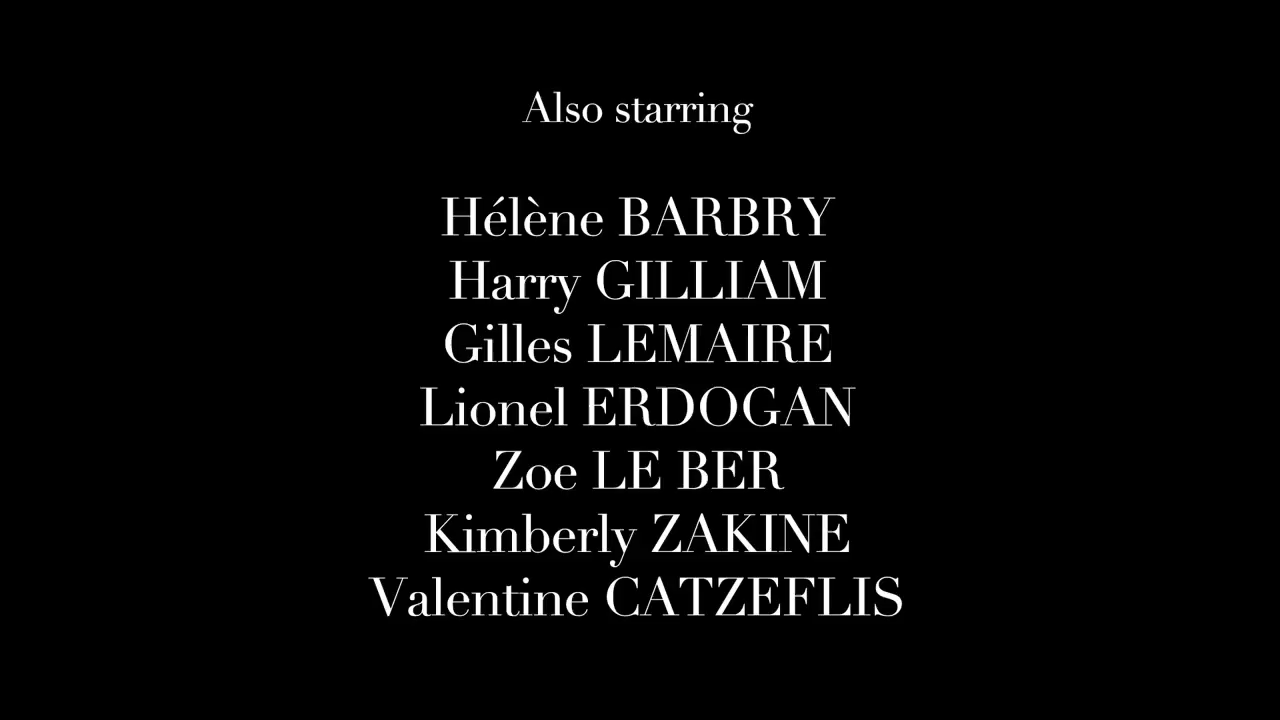 Also starring
Hélène BARBRY
Harry GILLIAM
Gilles LEMAIRE
Lionel ERDOGAN
Zoe LE BER
Kimberly ZAKINE
Valentine CATZEFLIS